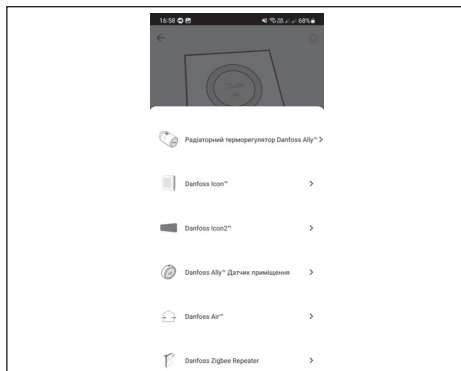 16:58 68%
Danfoss
Радіаторний терморегулятор Danfoss Ally™
Danfoss Icon™
Danfoss Icon2™
Danfoss Ally™ Датчик приміщення
Danfoss Air™
Danfoss Zigbee Repeater